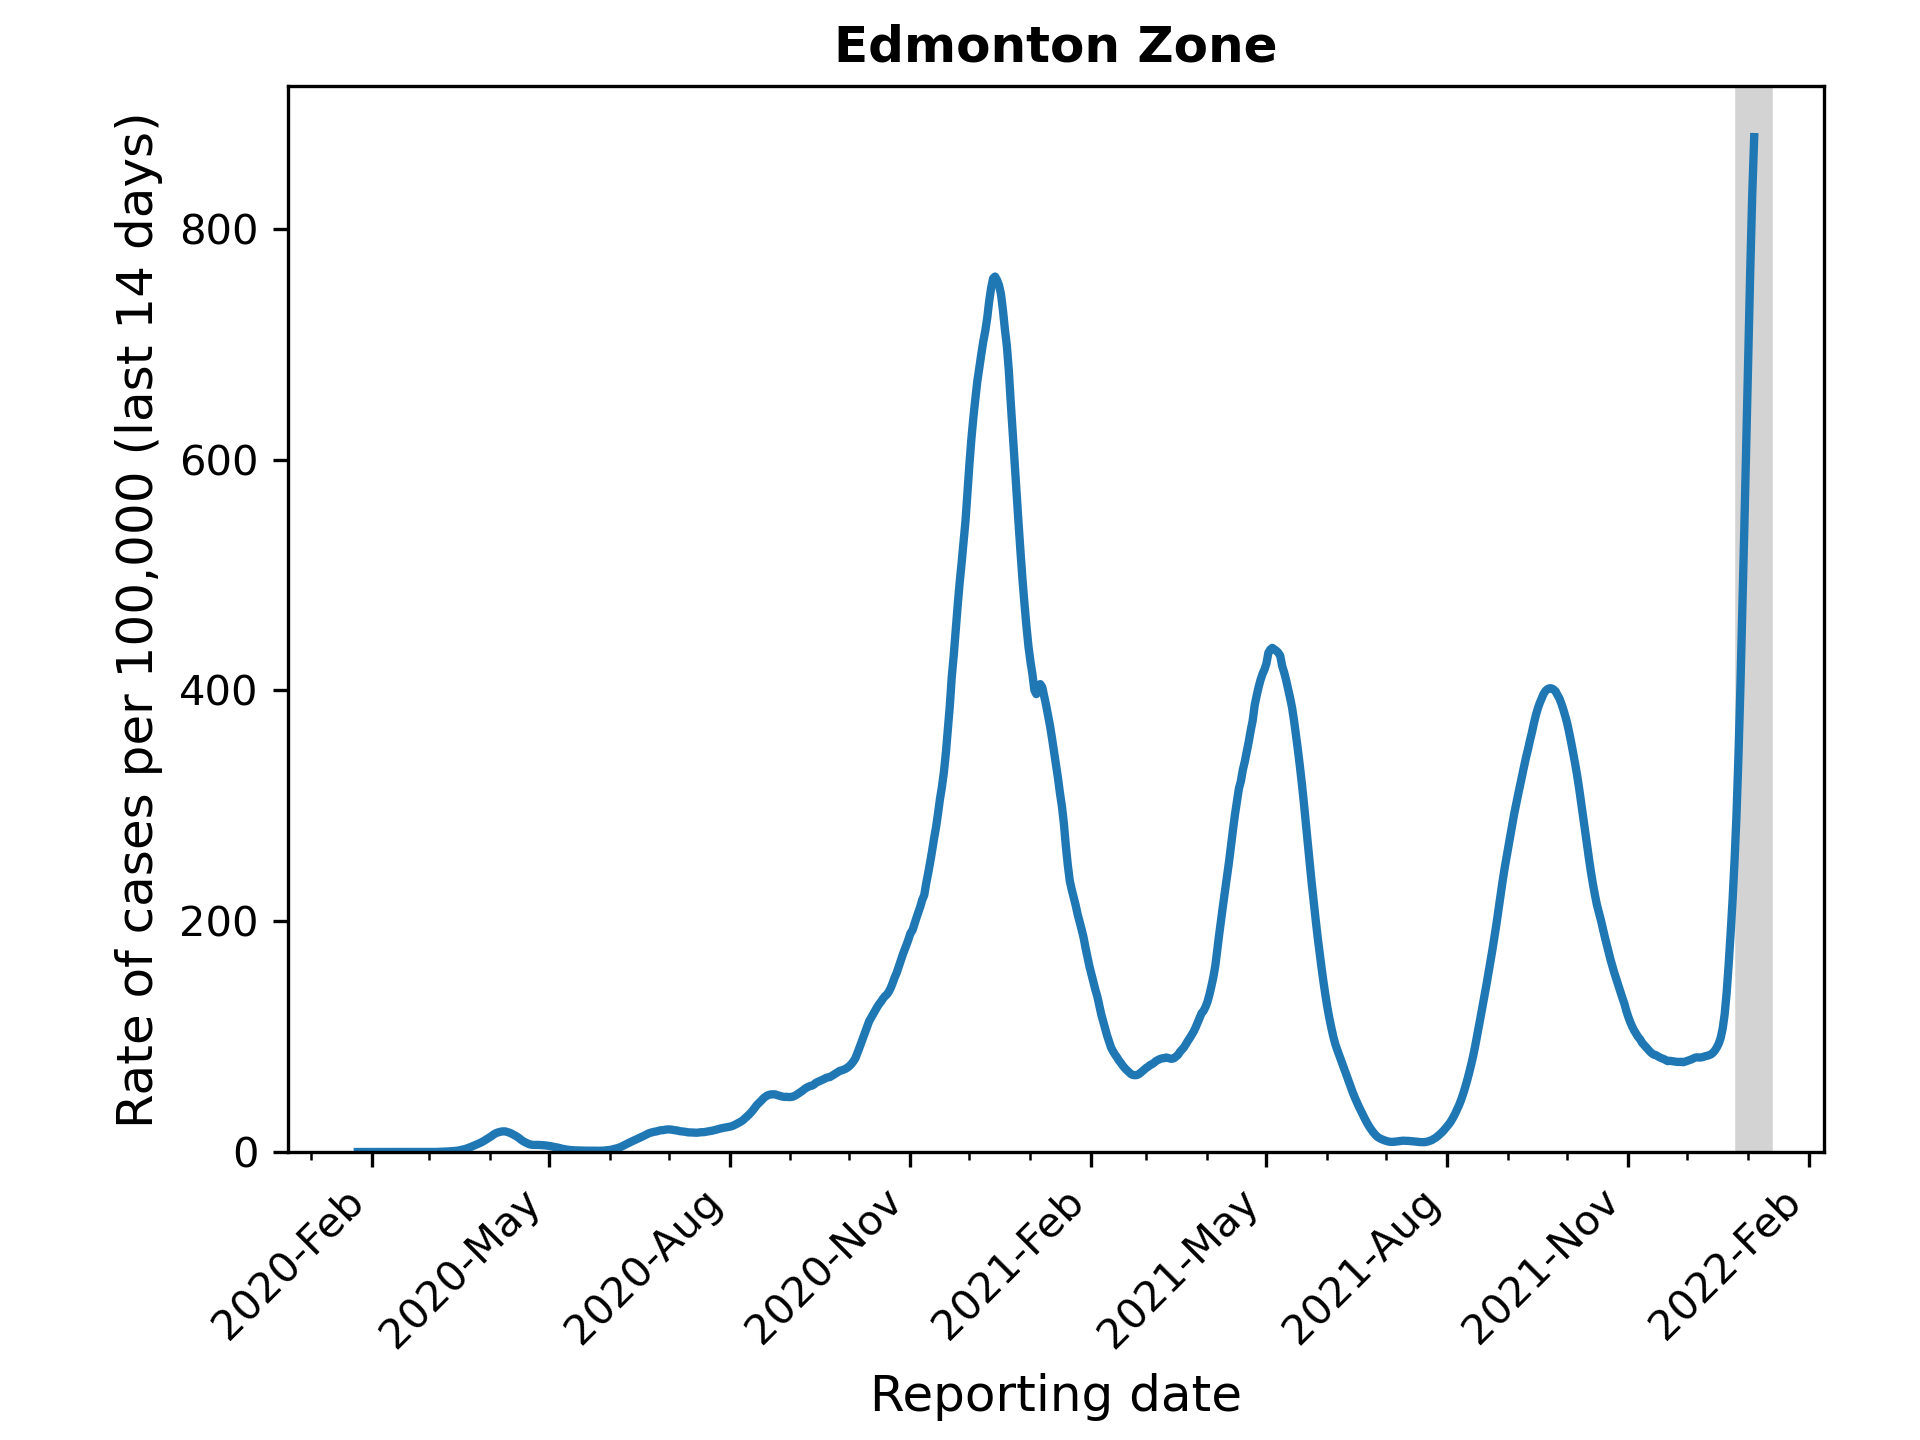 Edmonton Zone
Rate of cases per 100,000 (last 14 days)
800
600
400
200
0
2020-Feb
2020-May
2020-Aug
2020-Nov
2021-Feb
2021-May
2021-Aug
2021-Nov
2022-Feb
Reporting date